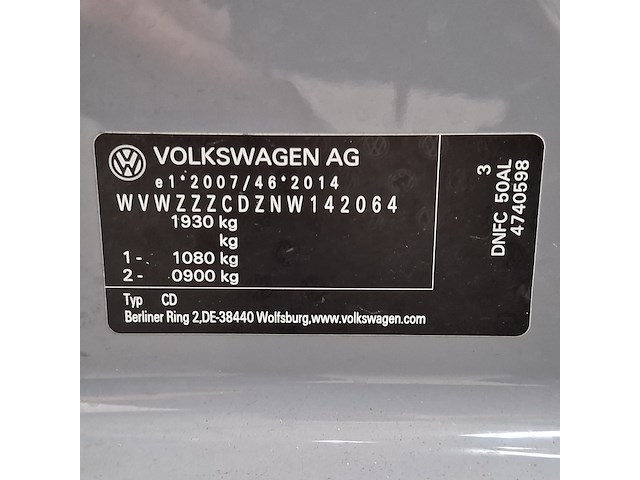 VOLKSWAGEN AG
e1*2007/46*2014
WVWZZZCDZNW142064
1930 kg
kg
1- 1080 kg
2- 0900 kg
Typ CD
Berliner Ring 2,DE-38440 Wolfsburg,www.volkswagen.com
3
DNFC 50AL
4740598